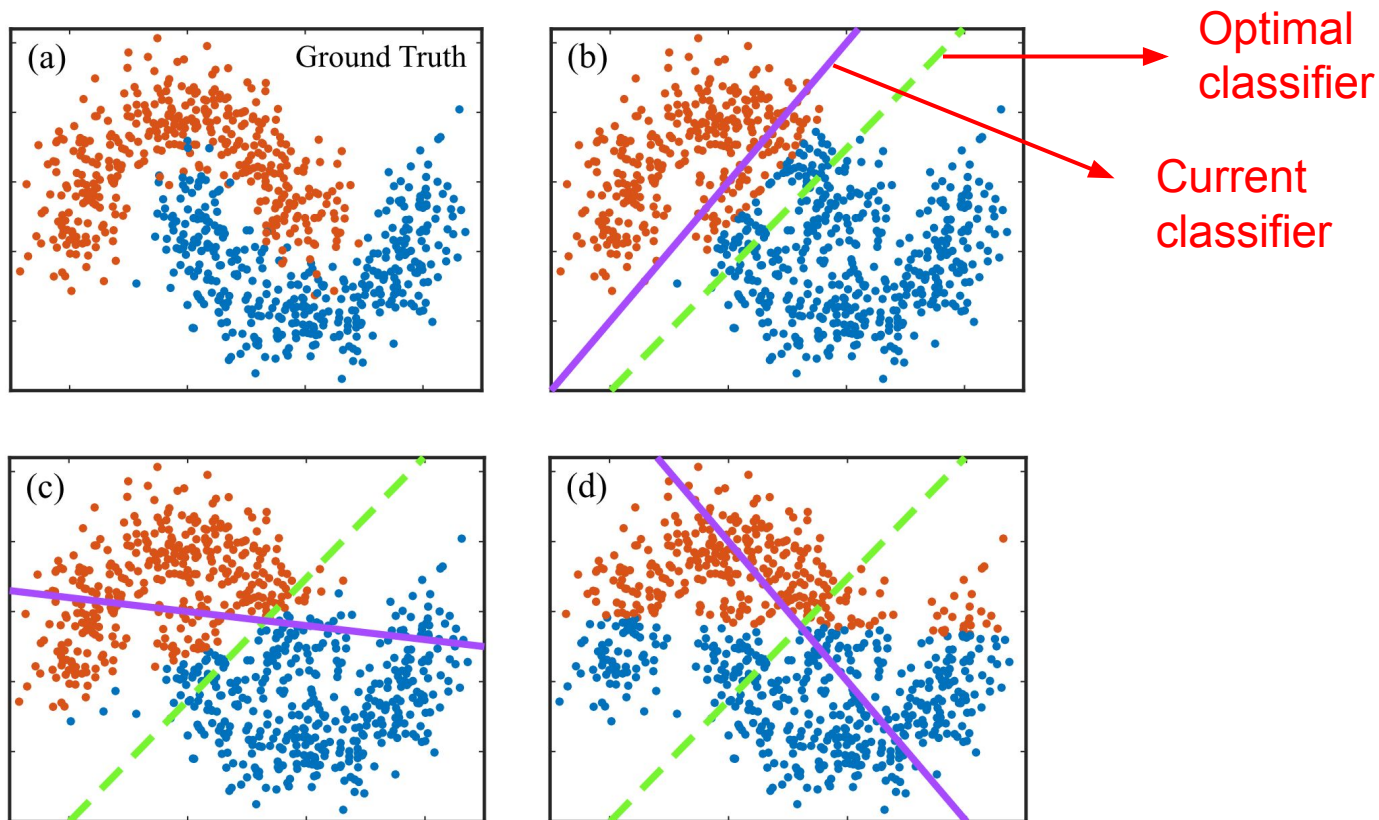 (a)
Ground Truth
(b)
Optimal
classifier
Current
classifier
(c)
(d)